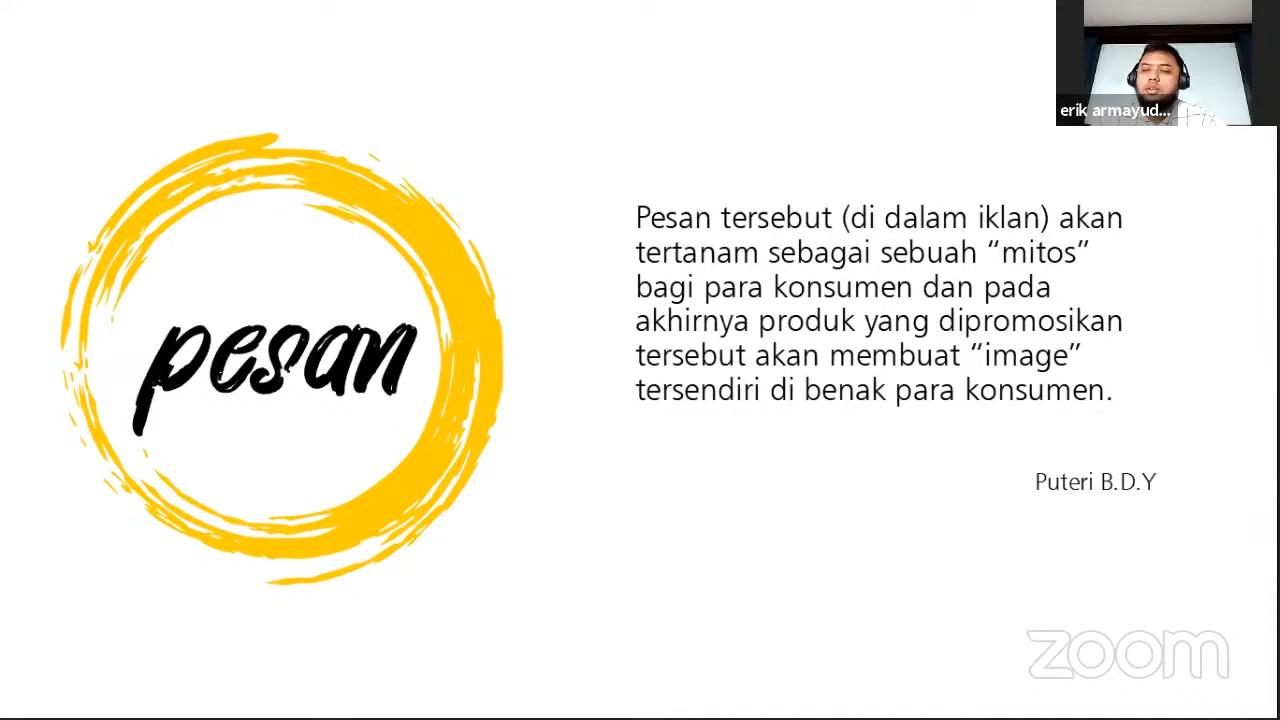 erik armayud...
pesan
Pesan tersebut (di dalam iklan) akan
tertanam sebagai sebuah “mitos”
bagi para konsumen dan pada
akhirnya produk yang dipromosikan
tersebut akan membuat “image”
tersendiri di benak para konsumen.
Puteri B.D.Y
zoom